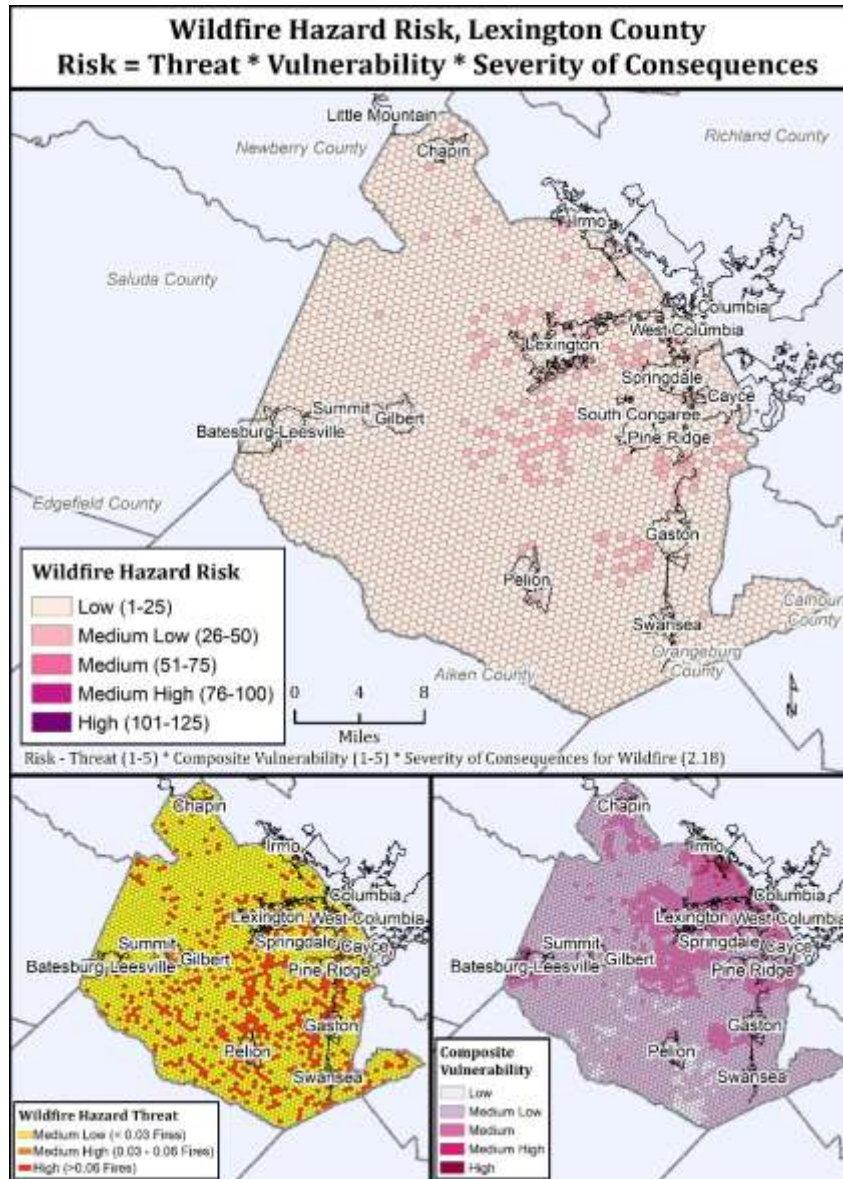 Wildfire Hazard Risk, Lexington County
Risk = Threat * Vulnerability * Severity of Consequences
Little Mountain
Newberry County
Richland County
Chapin
Irmo
Saluda County
Columbia
West-Columbia
Lexington
Springdale
Cayce
Summit
Gilbert
South Congaree
Batesburg-Leesville
Pine Ridge
Edgefield County
Gaston
Pelion
Calhoun
County
Swansea
Orangeburg
County
Aiken County
Wildfire Hazard Risk
Low (1-25)
Medium Low (26-50)
Medium (51-75)
Medium High (76-100)
High (101-125)
0 4 8
Miles
N
Risk - Threat (1-5) * Composite Vulnerability (1-5) * Severity of Consequences for Wildfire (2.18)
Chapin
Irmo
Columbia
Lexington West-Columbia
Summit
Springdale
Cayce
Batesburg-Leesville
Gilbert
Pine Ridge
Gaston
Pelion
Swansea
Wildfire Hazard Threat
Medium Low (< 0.03 Fires)
Medium High (0.03 - 0.06 Fires)
High (>0.06 Fires)
Chapin
Irmo
Columbia
Lexington West-Columbia
Summit
Springdale
Cayce
Batesburg-Leesville
Gilbert
Pine Ridge
Gaston
Pelion
Swansea
Composite
Vulnerability
Low
Medium Low
Medium
Medium High
High